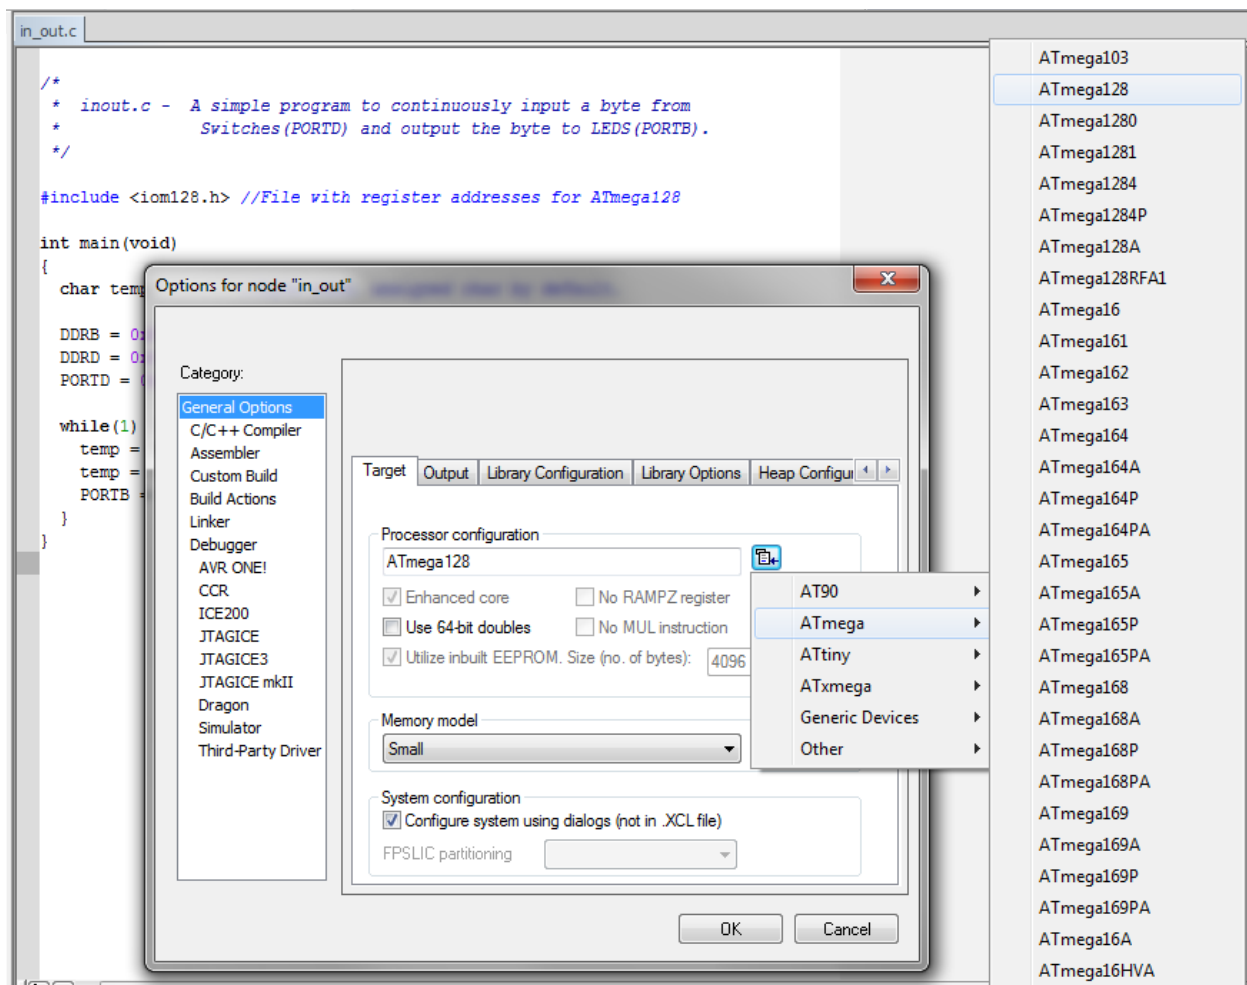 in_out.c
/*
 *  inout.c -  A simple program to continuously input a byte from
 *             Switches(PORTD) and output the byte to LEDS(PORTB).
 */
#include <iom128.h> //File with register addresses for ATmega128
int main(void)
{
char temp
DDRB =
DDRD =
PORTD =
while(1)
temp =
temp =
PORTB
}
}
Options for node "in_out"
Category:
General Options
C/C++ Compiler
Assembler
Custom Build
Build Actions
Linker
Debugger
AVR ONE!
CCR
ICE200
JTAGICE
JTAGICE3
JTAGICE mkII
Dragon
Simulator
Third-Party Driver
Target Output Library Configuration Library Options Heap Configur
Processor configuration
ATmega128
Enhanced core No RAMPZ register
Use 64-bit doubles No MUL instruction
Utilize inbuilt EEPROM. Size (no. of bytes): 4096
Memory model
Small
System configuration
Configure system using dialogs (not in .XCL file)
FPSLIC partitioning
OK Cancel
AT90
ATmega
ATtiny
ATxmega
Generic Devices
Other
ATmega103
ATmega128
ATmega1280
ATmega1281
ATmega1284
ATmega1284P
ATmega128A
ATmega128RFA1
ATmega16
ATmega161
ATmega162
ATmega163
ATmega164
ATmega164A
ATmega164P
ATmega164PA
ATmega165
ATmega165A
ATmega165P
ATmega165PA
ATmega168
ATmega168A
ATmega168P
ATmega168PA
ATmega169
ATmega169A
ATmega169P
ATmega169PA
ATmega16A
ATmega16HVA